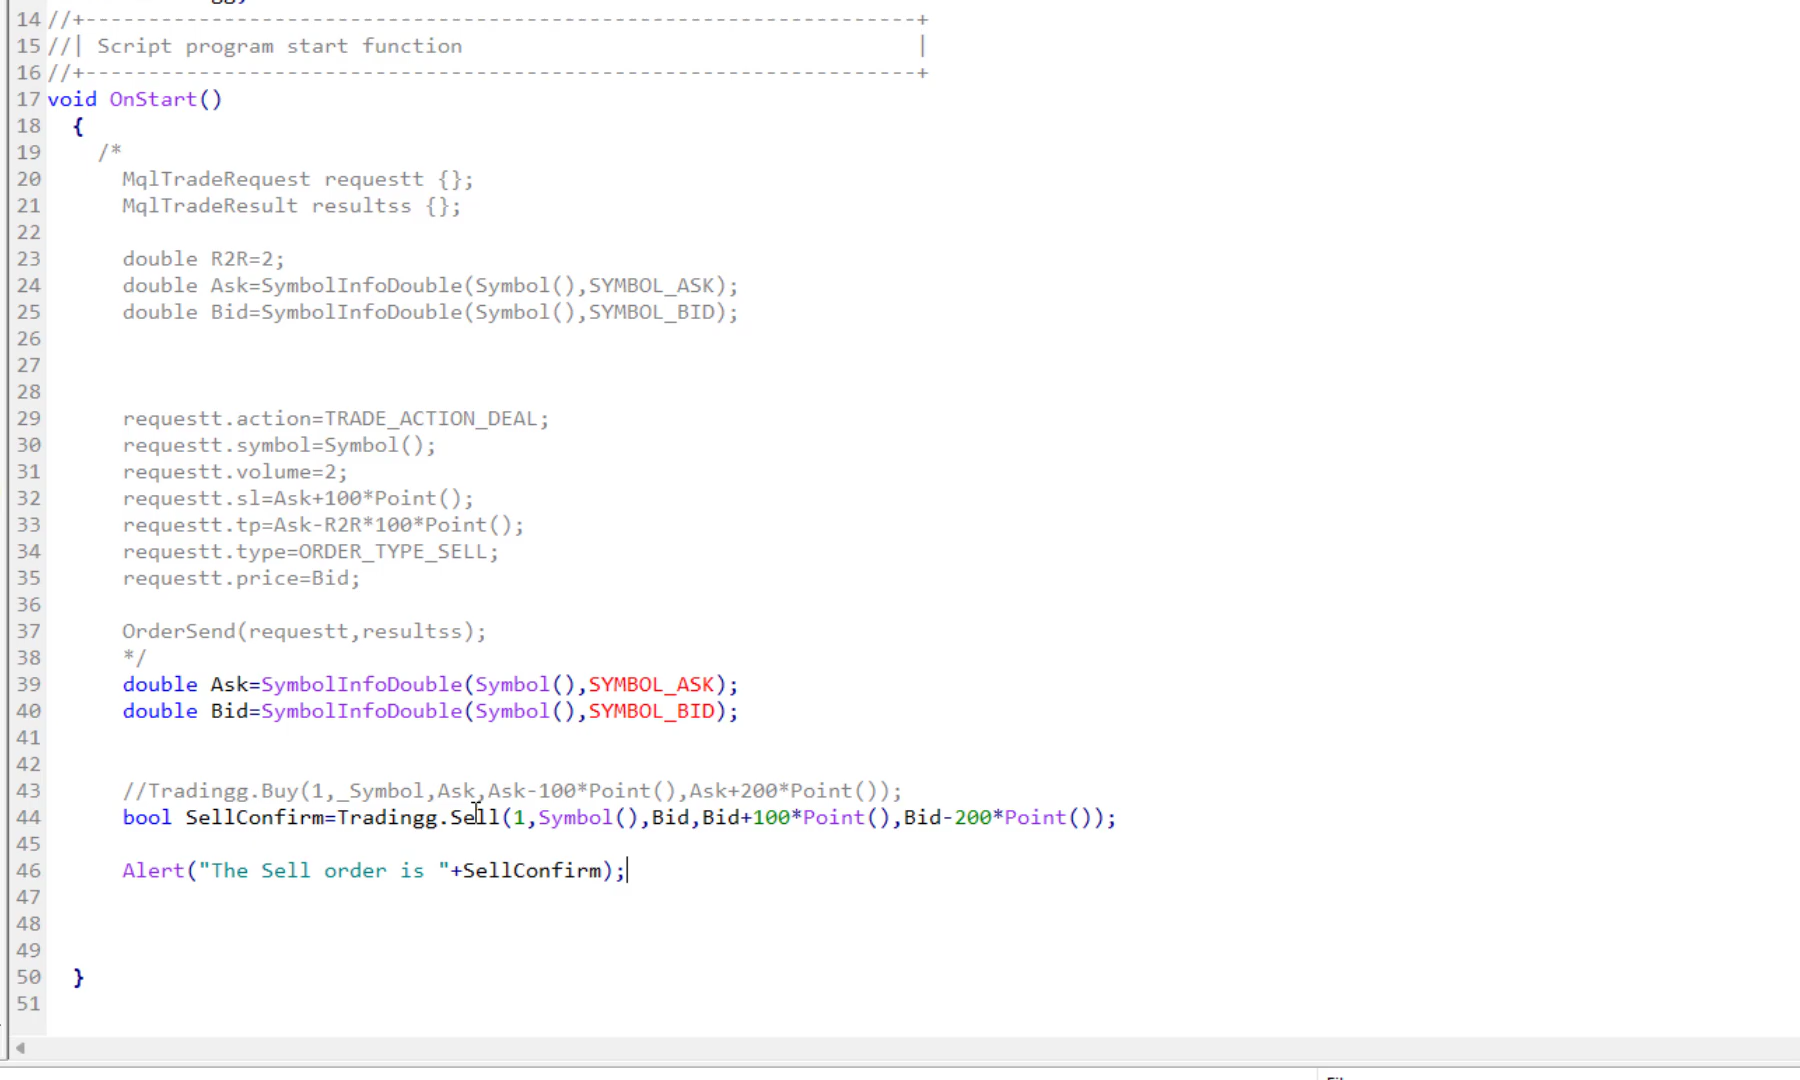 14 //+------------------------------------------------------------------+
15 //| Script program start function                                    |
16 //+------------------------------------------------------------------+
17 void OnStart()
18   {
19     /*
20       MqlTradeRequest requestt {};
21       MqlTradeResult resultss {};
22
23       double R2R=2;
24       double Ask=SymbolInfoDouble(Symbol(),SYMBOL_ASK);
25       double Bid=SymbolInfoDouble(Symbol(),SYMBOL_BID);
26
27
28
29       requestt.action=TRADE_ACTION_DEAL;
30       requestt.symbol=Symbol();
31       requestt.volume=2;
32       requestt.sl=Ask+100*Point();
33       requestt.tp=Ask-R2R*100*Point();
34       requestt.type=ORDER_TYPE_SELL;
35       requestt.price=Bid;
36
37       OrderSend(requestt,resultss);
38       */
39       double Ask=SymbolInfoDouble(Symbol(),SYMBOL_ASK);
40       double Bid=SymbolInfoDouble(Symbol(),SYMBOL_BID);
41
42
43       //Tradingg.Buy(1,_Symbol,Ask,Ask-100*Point(),Ask+200*Point());
44       bool SellConfirm=Tradingg.Sell(1,Symbol(),Bid,Bid+100*Point(),Bid-200*Point());
45
46       Alert("The Sell order is "+SellConfirm);
47
48
49
50   }
51